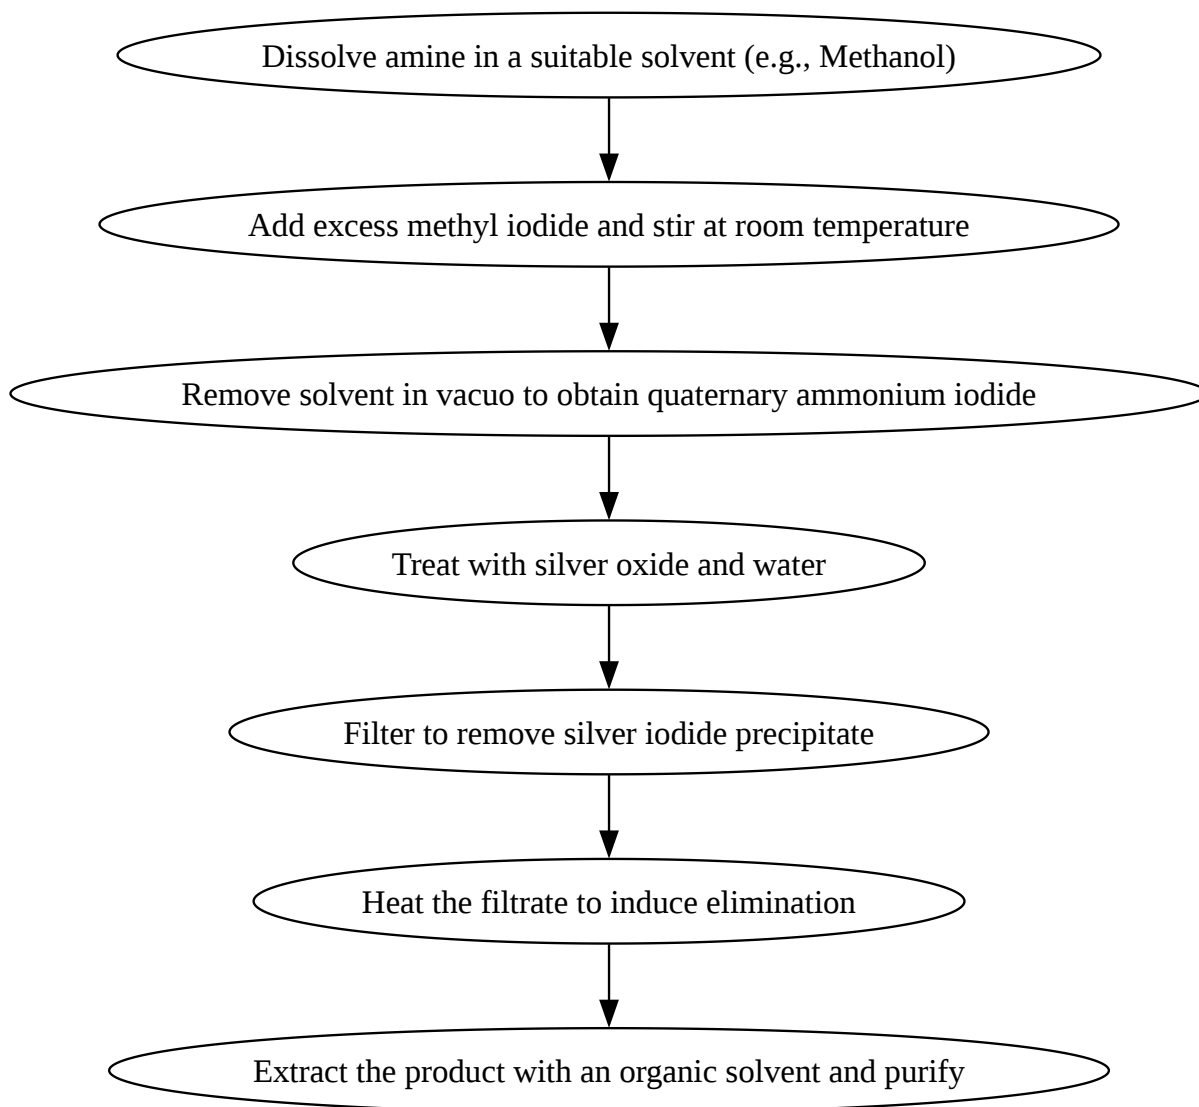 Dissolve amine in a suitable solvent (e.g., Methanol)
Add excess methyl iodide and stir at room temperature
Remove solvent in vacuo to obtain quaternary ammonium iodide
Treat with silver oxide and water
Filter to remove silver iodide precipitate
Heat the filtrate to induce elimination
Extract the product with an organic solvent and purify